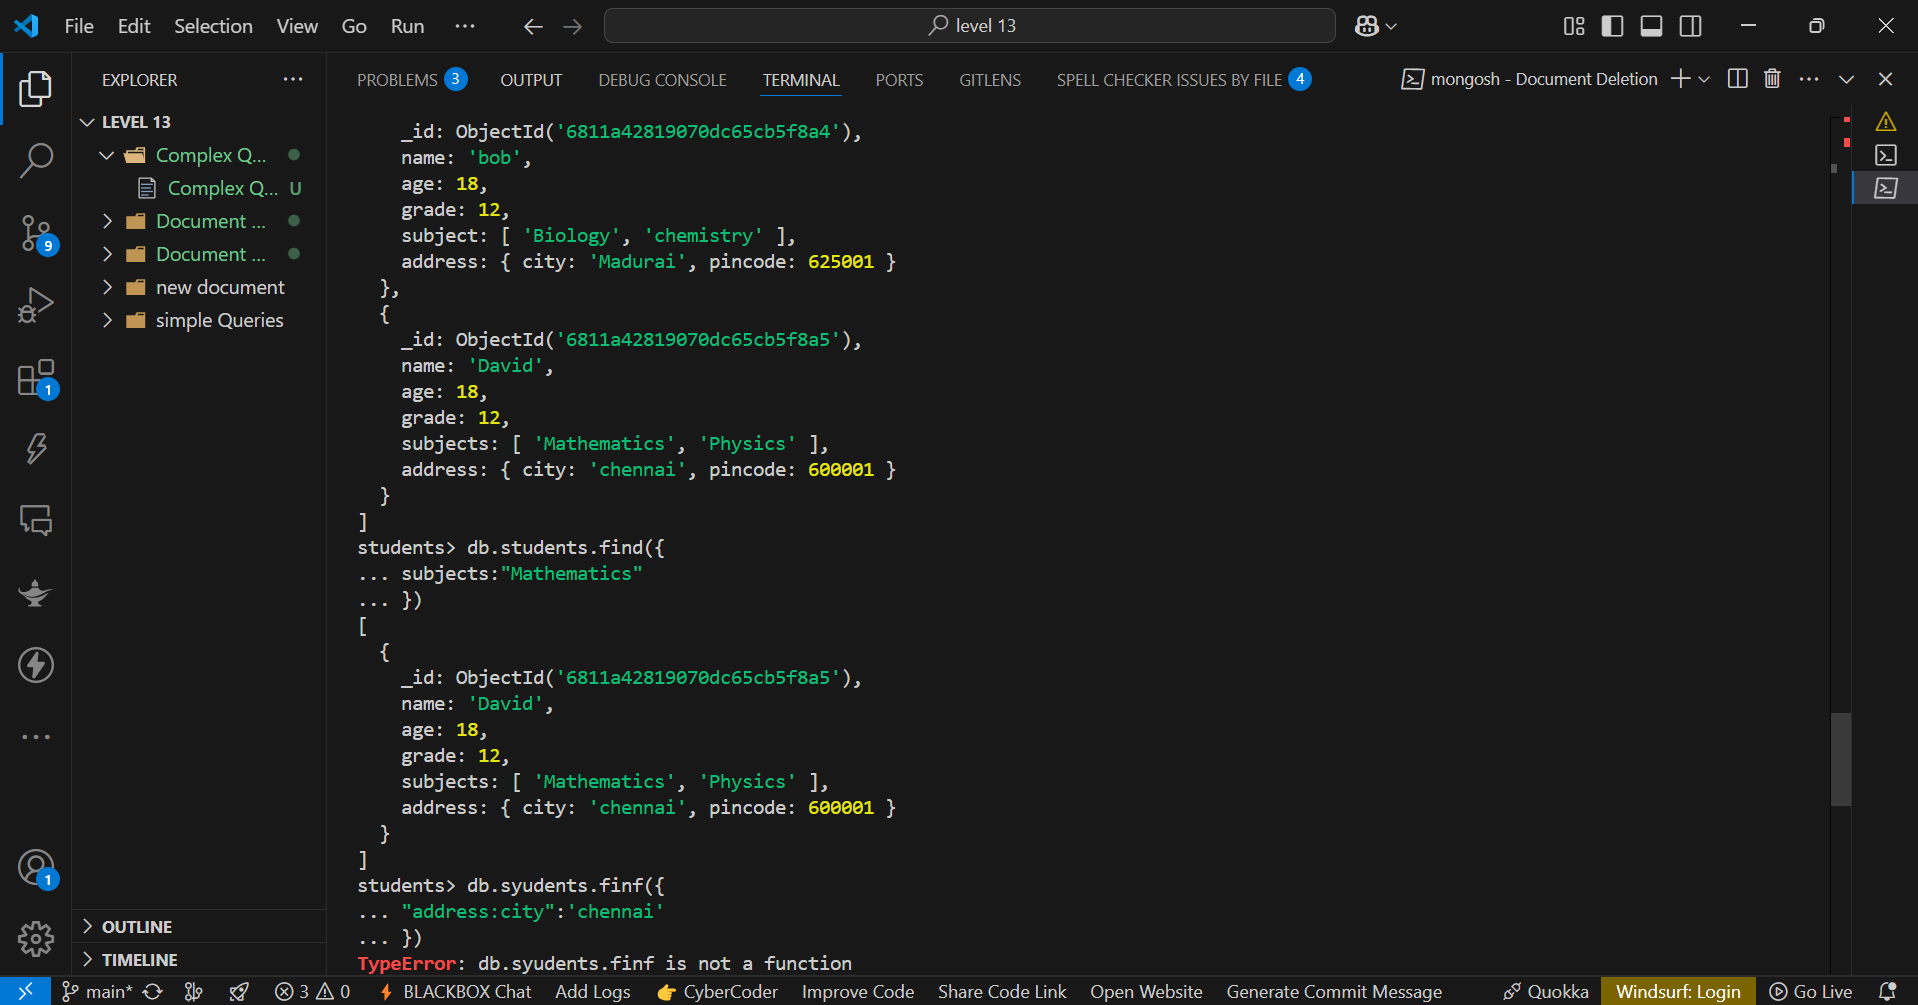 File Edit Selection View Go Run ··· level 13
EXPLORER ···
PROBLEMS 3 OUTPUT DEBUG CONSOLE TERMINAL PORTS GITLENS SPELL CHECKER ISSUES BY FILE 4 mongosh - Document Deletion ···
LEVEL 13
Complex Q...
Complex Q... U
Document ...
Document ...
new document
simple Queries
9
1
1
OUTLINE
TIMELINE
_id: ObjectId('6811a42819070dc65cb5f8a4'),
name: 'bob',
age: 18,
grade: 12,
subject: [ 'Biology', 'chemistry' ],
address: { city: 'Madurai', pincode: 625001 }
},
{
_id: ObjectId('6811a42819070dc65cb5f8a5'),
name: 'David',
age: 18,
grade: 12,
subjects: [ 'Mathematics', 'Physics' ],
address: { city: 'chennai', pincode: 600001 }
}
]
students> db.students.find({
... subjects:"Mathematics"
... })
[
{
_id: ObjectId('6811a42819070dc65cb5f8a5'),
name: 'David',
age: 18,
grade: 12,
subjects: [ 'Mathematics', 'Physics' ],
address: { city: 'chennai', pincode: 600001 }
}
]
students> db.syudents.finf({
... "address:city":'chennai'
... })
TypeError: db.syudents.finf is not a function
main* 3 0 BLACKBOX Chat Add Logs CyberCoder Improve Code Share Code Link Open Website Generate Commit Message Quokka Windsurf: Login Go Live